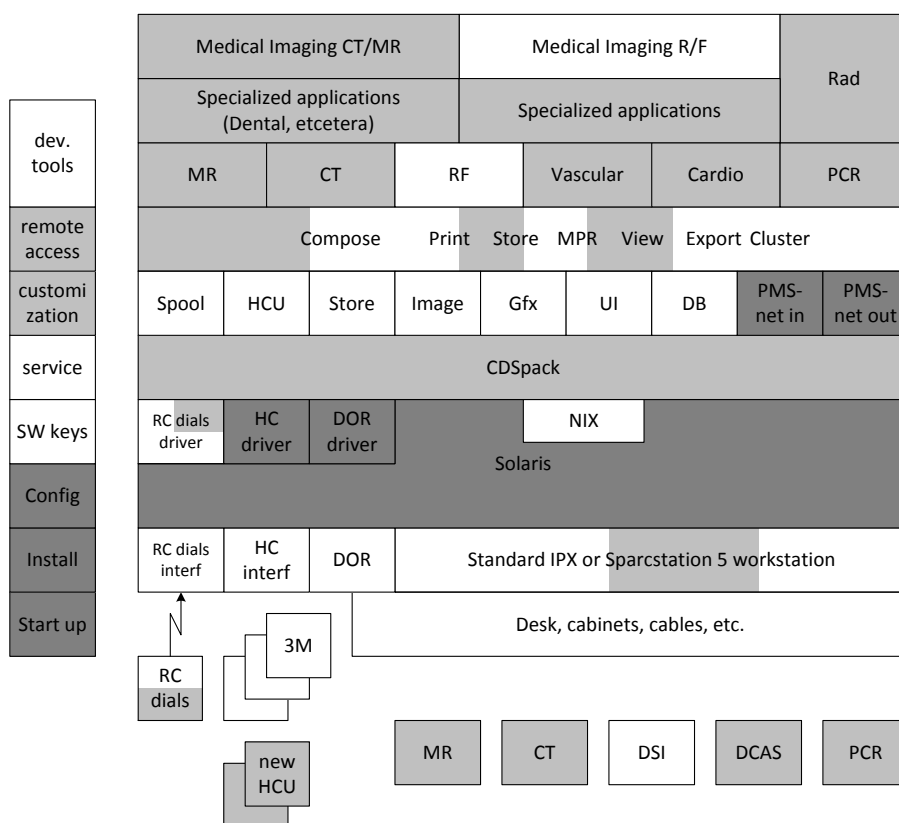 Medical Imaging CT/MR
Medical Imaging R/F
Rad
Specialized applications
(Dental, etcetera)
Specialized applications
dev.
tools
MR
CT
RF
Vascular
Cardio
PCR
remote
access
Compose Print Store MPR View Export Cluster
customi
zation
Spool
HCU
Store
Image
Gfx
UI
DB
PMS-
net in
PMS-
net out
service
CDSpack
SW keys
RC dials
driver
HC
driver
DOR
driver
NIX
Solaris
Config
Install
RC dials
interf
HC
interf
DOR
Standard IPX or Sparcstation 5 workstation
Start up
Desk, cabinets, cables, etc.
3M
RC
dials
new
HCU
MR
CT
DSI
DCAS
PCR